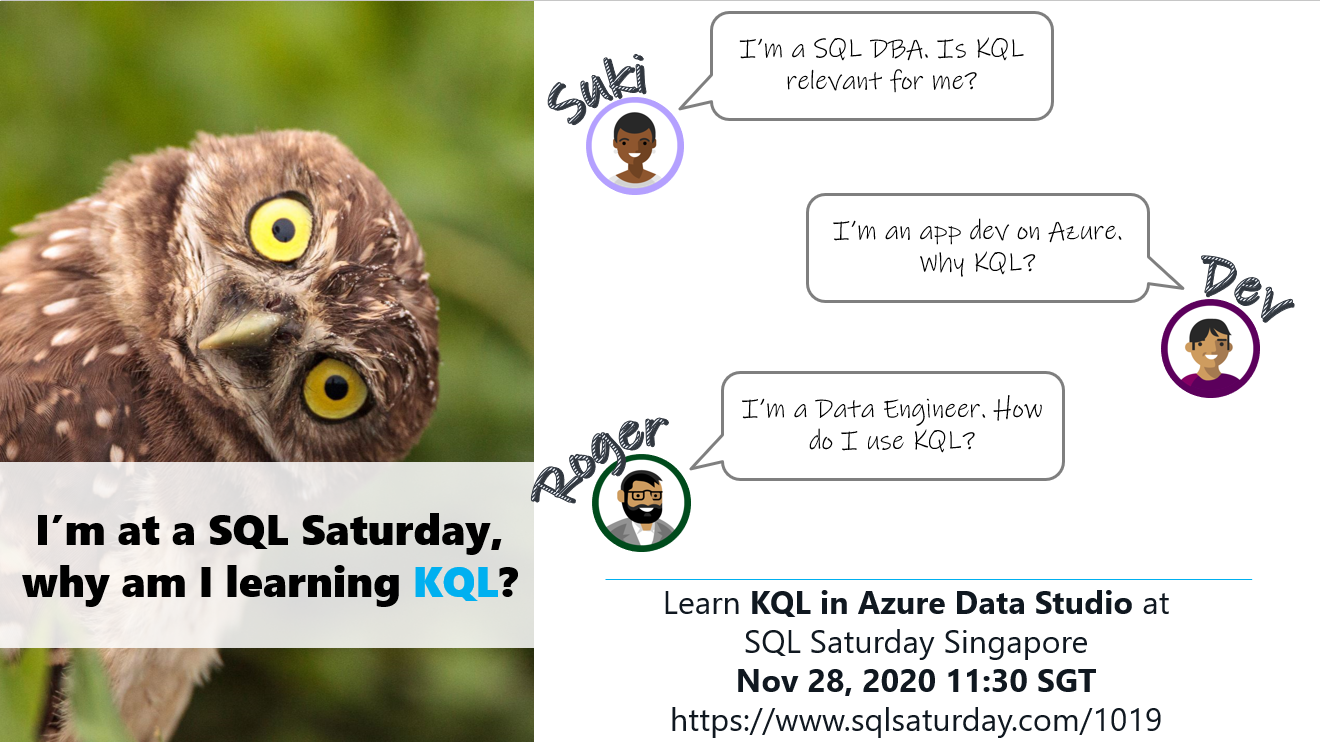 Suki
I'm a SQL DBA. Is KQL
relevant for me?
I'm an app dev on Azure.
Why KQL?
Dev
Roger
I'm a Data Engineer. How
do I use KQL?
I´m at a SQL Saturday,
why am I learning KQL?
Learn KQL in Azure Data Studio at
SQL Saturday Singapore
Nov 28, 2020 11:30 SGT
https://www.sqlsaturday.com/1019